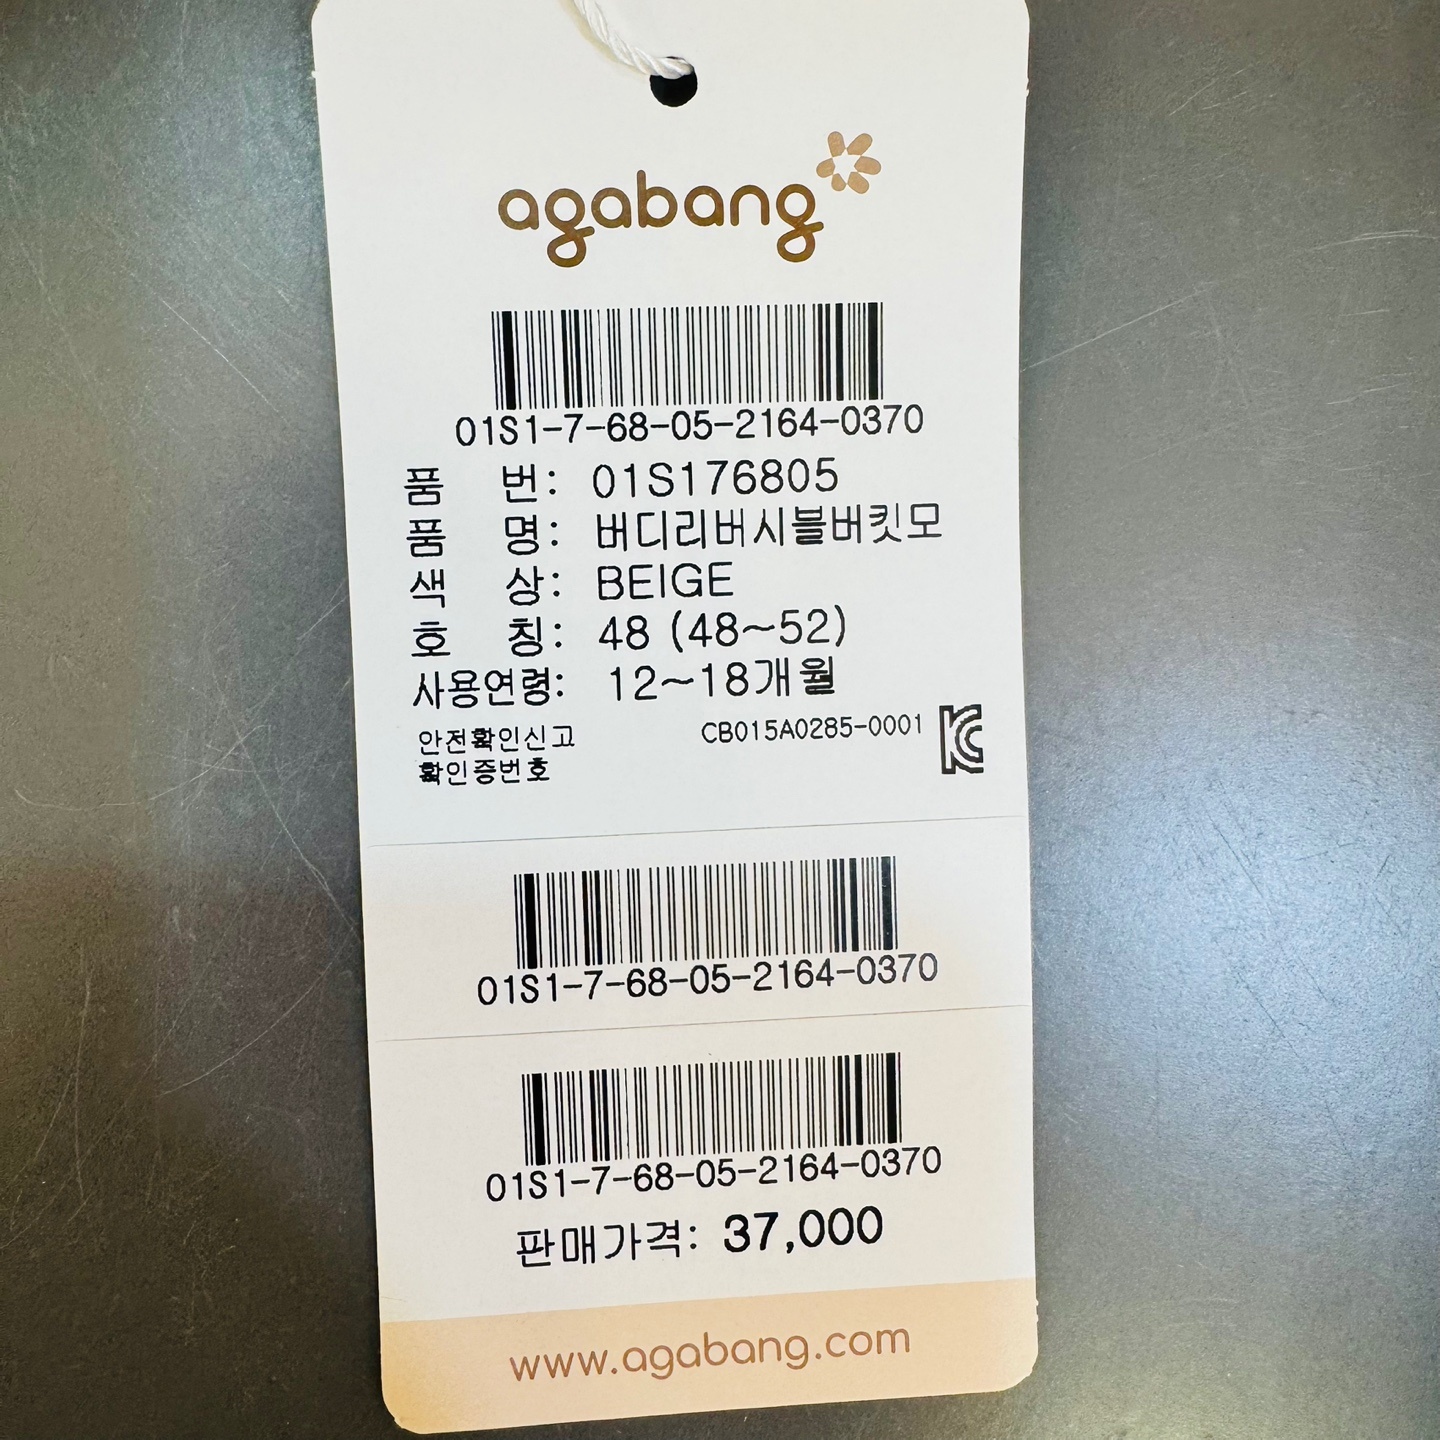 agabang
01S1-7-68-05-2164-0370
품 번: 01S176805
품 명: 버디리버시블버킷모
색 상: BEIGE
호 칭: 48 (48~52)
사용연령: 12~18개월
안전확인신고 CB015A0285-0001
확인증번호
01S1-7-68-05-2164-0370
01S1-7-68-05-2164-0370
판매가격: 37,000
www.agabang.com